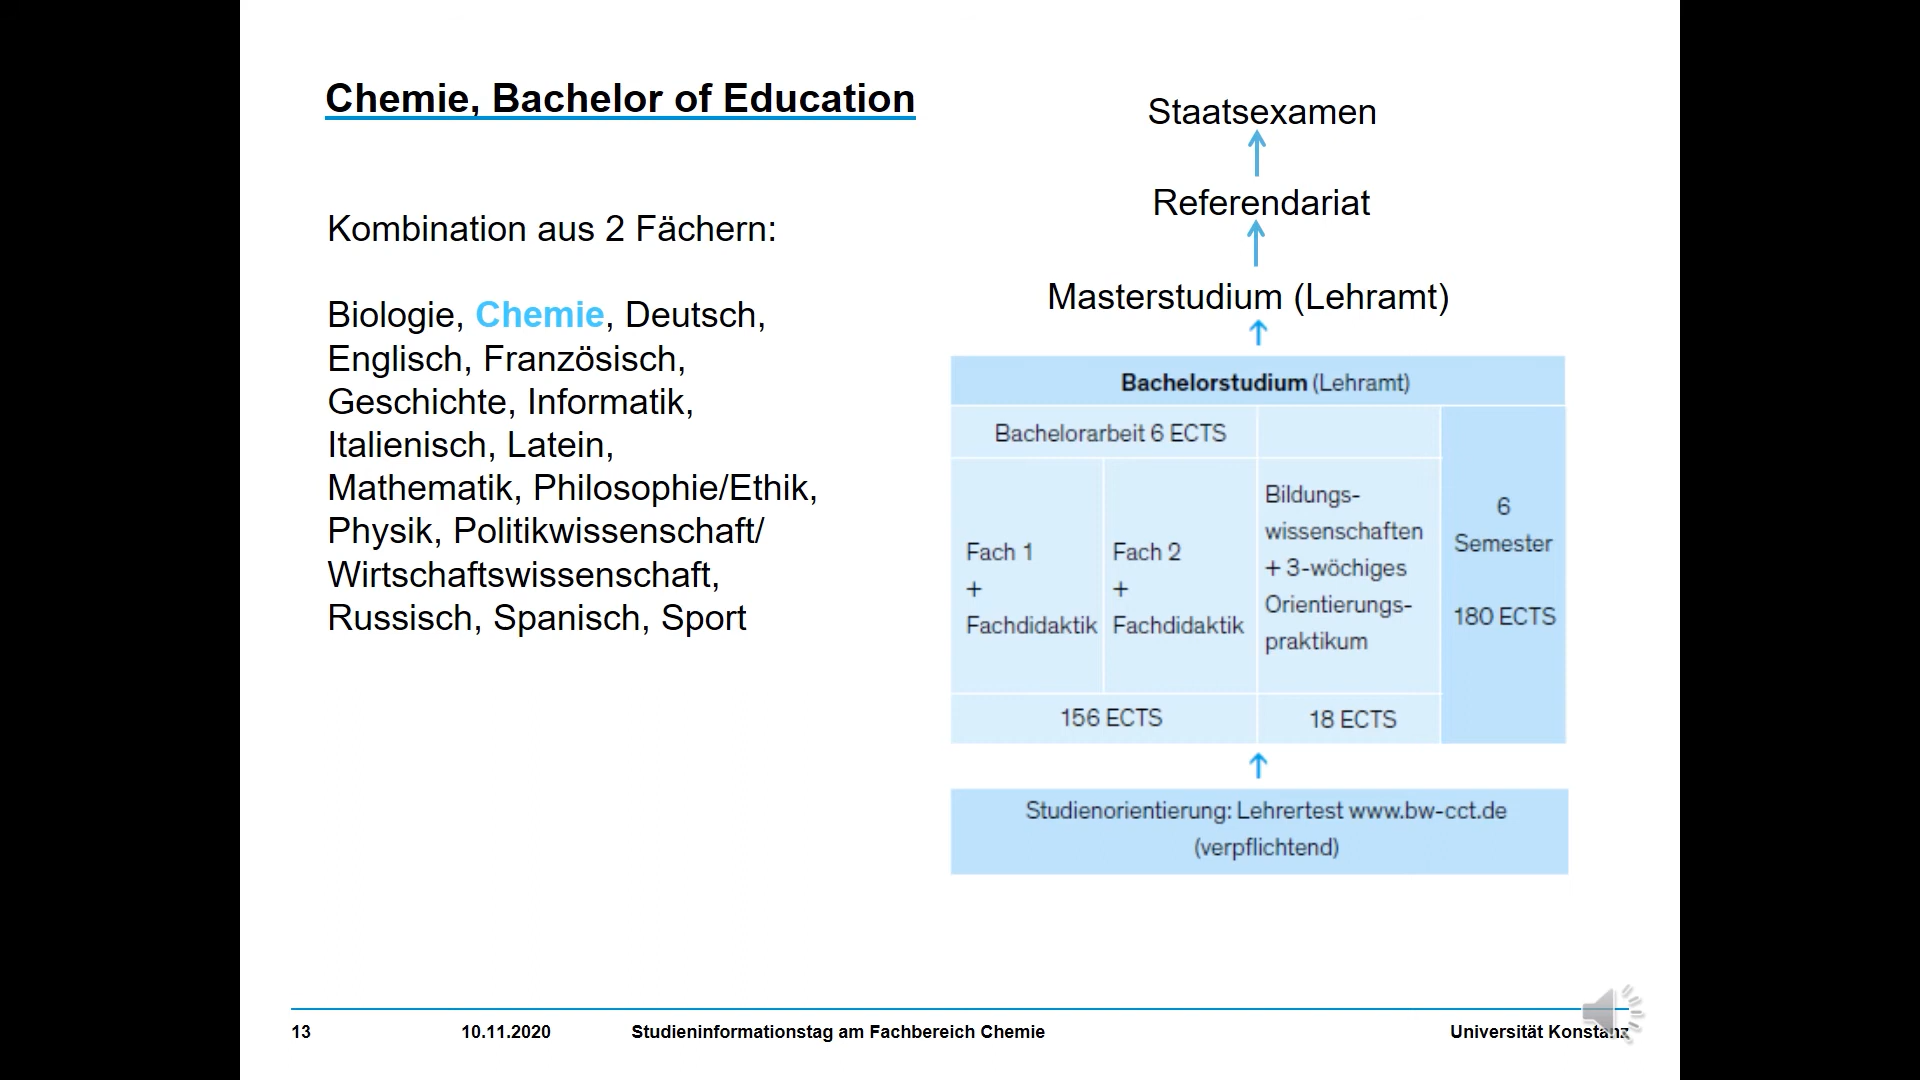 Chemie, Bachelor of Education
Kombination aus 2 Fächern:
Biologie, Chemie, Deutsch,
Englisch, Französisch,
Geschichte, Informatik,
Italienisch, Latein,
Mathematik, Philosophie/Ethik,
Physik, Politikwissenschaft/
Wirtschaftswissenschaft,
Russisch, Spanisch, Sport
Staatsexamen
Referendariat
Masterstudium (Lehramt)
Bachelorstudium (Lehramt)
Bachelorarbeit 6 ECTS
Fach 1
+
Fachdidaktik
Fach 2
+
Fachdidaktik
Bildungs-
wissenschaften
+ 3-wöchiges
Orientierungs-
praktikum
6
Semester
180 ECTS
156 ECTS
18 ECTS
Studienorientierung: Lehrertest www.bw-cct.de
(verpflichtend)
13
10.11.2020
Studieninformationstag am Fachbereich Chemie
Universität Konstanz